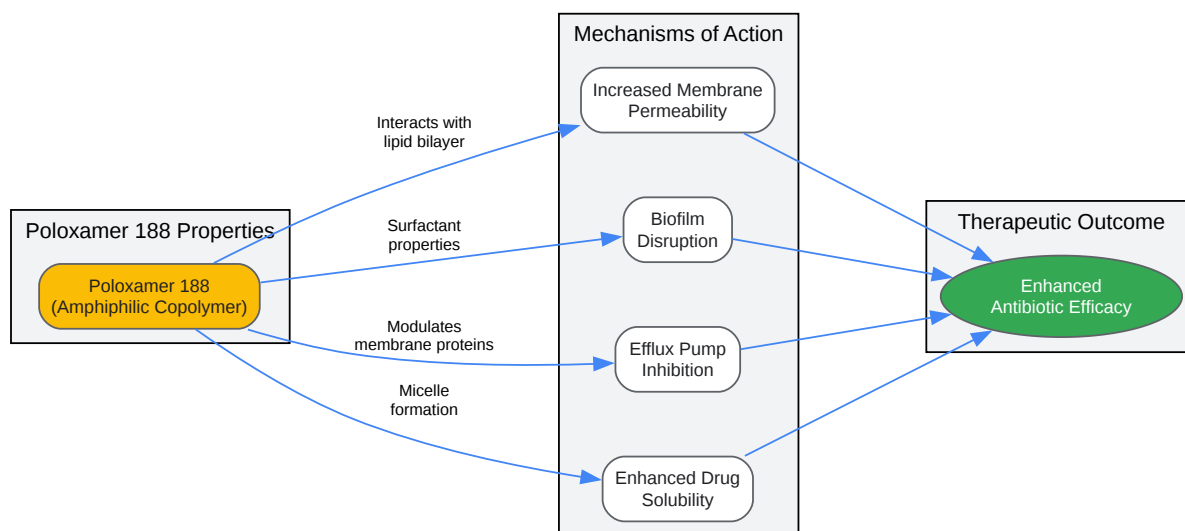 Poloxamer 188 Properties
Poloxamer 188
(Amphiphilic Copolymer)
Interacts with
lipid bilayer
Surfactant
properties
Modulates
membrane proteins
Micelle
formation
Mechanisms of Action
Increased Membrane
Permeability
Biofilm
Disruption
Efflux Pump
Inhibition
Enhanced Drug
Solubility
Therapeutic Outcome
Enhanced
Antibiotic Efficacy